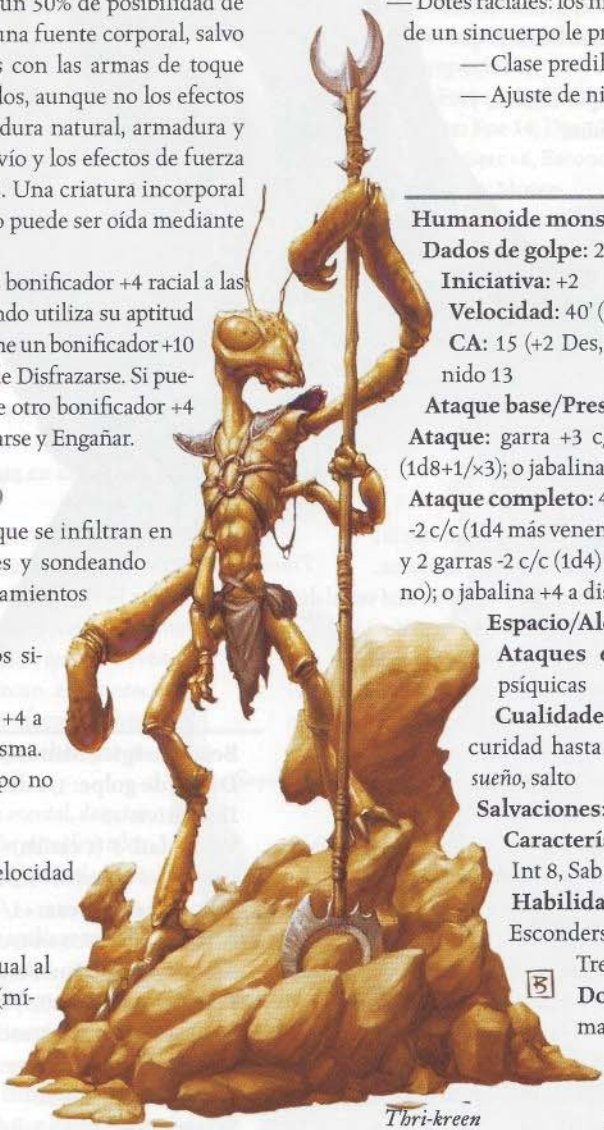 un 50% de posibilidad de
una fuente corporal, salvo
s con las armas de toque
los, aunque no los efectos
dura natural, armadura y
vío y los efectos de fuerza
. Una criatura incorporal
o puede ser oída mediante
bonificador +4 racial a las
ndo utiliza su aptitud
ne un bonificador +10
e Disfrazarse. Si pue-
e otro bonificador +4
arse y Engañar.
que se infiltran en
es y sondeando
amientos
os si-
+4 a
sma.
po no
elocidad
ual al
(mí-
— Dotes raciales: los m
de un sincuerpo le pr
— Clase predil
— Ajuste de ni
Humanoide mons
Dados de golpe: 2
Iniciativa: +2
Velocidad: 40' (
CA: 15 (+2 Des,
nido 13
Ataque base/Pres
Ataque: garra +3 c/
(1d8+1/×3); o jabalina
Ataque completo: 4
-2 c/c (1d4 más venen
y 2 garras -2 c/c (1d4)
no); o jabalina +4 a dis
Espacio/Alc
Ataques e
psíquicas
Cualidade
curidad hasta
sueño, salto
Salvaciones:
Caracterís
Int 8, Sab
Habilida
Esconders
Tre
Do
ma
Thri-kreen